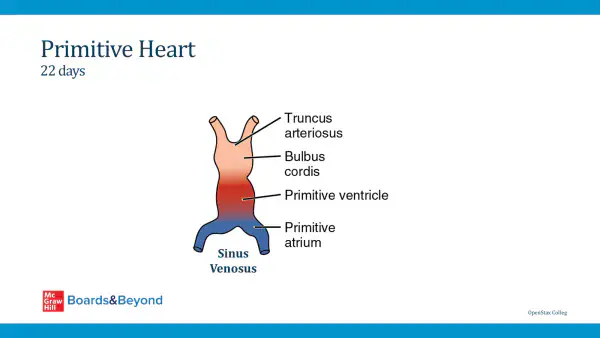 Primitive Heart
22 days
Truncus
arteriosus
Bulbus
cordis
Primitive ventricle
Primitive
atrium
Sinus
Venosus
Mc
Graw
Hill
Boards&Beyond
OpenStax Colleg